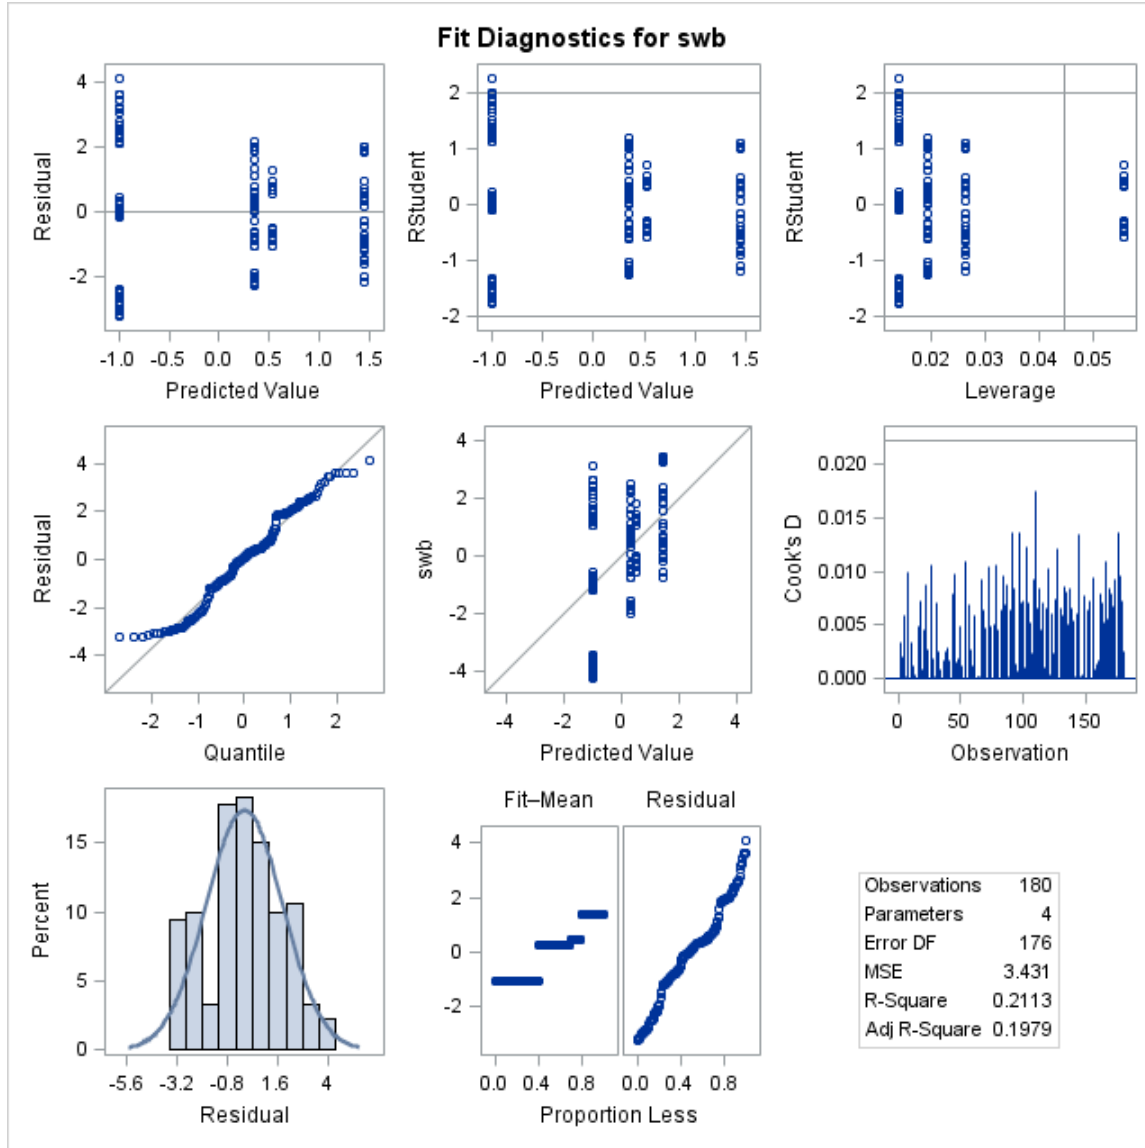 Fit Diagnostics for swb
4
2
0
-2
Residual
-1.0 -0.5 0.0 0.5 1.0 1.5
Predicted Value
2
1
0
-1
-2
RStudent
-1.0 -0.5 0.0 0.5 1.0 1.5
Predicted Value
2
1
0
-1
-2
RStudent
0.02 0.03 0.04 0.05
Leverage
4
2
0
-2
-4
Residual
-2 -1 0 1 2
Quantile
4
2
0
-2
-4
swb
-4 -2 0 2 4
Predicted Value
0.020
0.015
0.010
0.005
0.000
Cook's D
0 50 100 150
Observation
15
10
5
0
Percent
-5.6 -3.2 -0.8 1.6 4
Residual
Fit–Mean Residual
4
2
0
-2
0.0 0.4 0.8 0.0 0.4 0.8
Proportion Less
Observations 180
Parameters 4
Error DF 176
MSE 3.431
R-Square 0.2113
Adj R-Square 0.1979